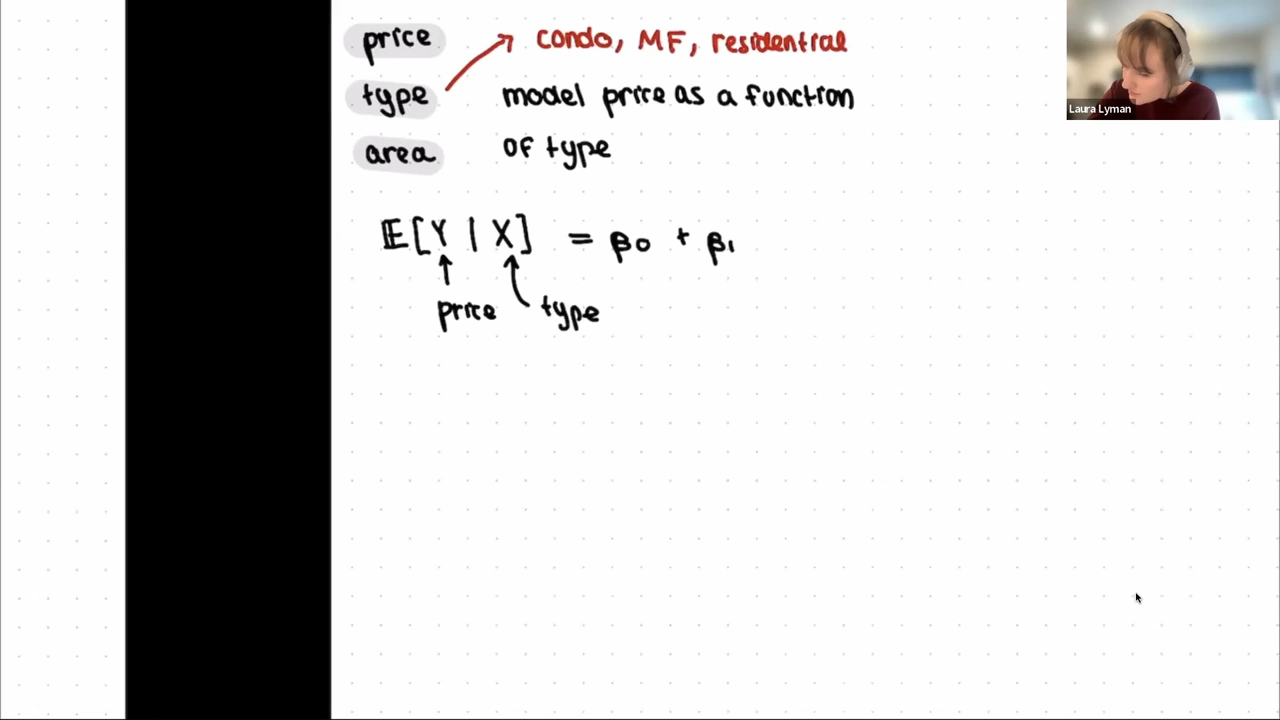 price
condo, MF, residential
type
model price as a function
area
of type
𝔼[Y | X] = β0 + β1
price
type
Laura Lyman